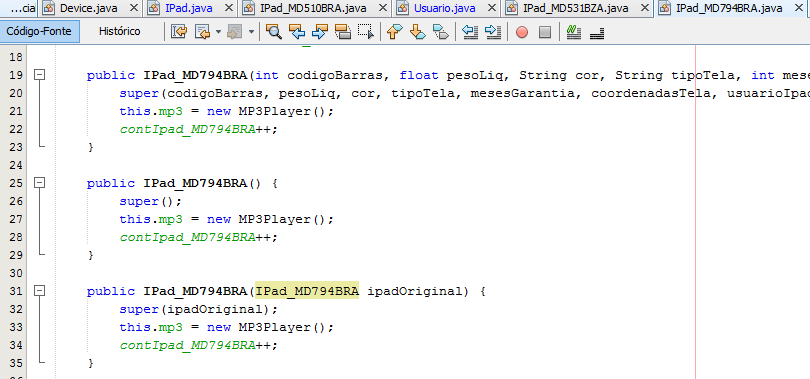 ...cia Device.java IPad.java IPad_MD510BRA.java Usuario.java IPad_MD531BZA.java IPad_MD794BRA.java
Código-Fonte Histórico
18
19 public IPad_MD794BRA(int codigoBarras, float pesoLiq, String cor, String tipoTela, int mese
20 super(codigoBarras, pesoLiq, cor, tipoTela, mesesGarantia, coordenadasTela, usuarioIpad
21 this.mp3 = new MP3Player();
22 contIpad_MD794BRA++;
23 }
24
25 public IPad_MD794BRA() {
26 super();
27 this.mp3 = new MP3Player();
28 contIpad_MD794BRA++;
29 }
30
31 public IPad_MD794BRA(IPad_MD794BRA ipadOriginal) {
32 super(ipadOriginal);
33 this.mp3 = new MP3Player();
34 contIpad_MD794BRA++;
35 }